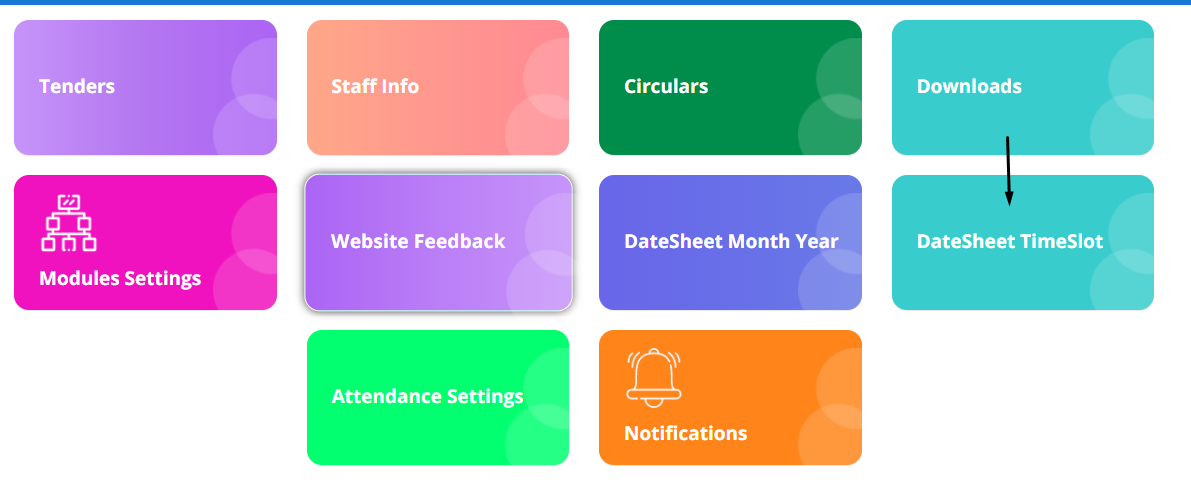 Tenders
Staff Info
Circulars
Downloads
Modules Settings
Website Feedback
DateSheet Month Year
DateSheet TimeSlot
Attendance Settings
Notifications